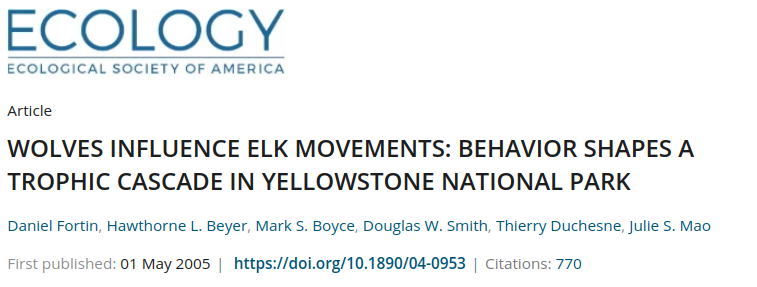 ECOLOGY
ECOLOGICAL SOCIETY OF AMERICA
Article
WOLVES INFLUENCE ELK MOVEMENTS: BEHAVIOR SHAPES A
TROPHIC CASCADE IN YELLOWSTONE NATIONAL PARK
Daniel Fortin, Hawthorne L. Beyer, Mark S. Boyce, Douglas W. Smith, Thierry Duchesne, Julie S. Mao
First published: 01 May 2005 | https://doi.org/10.1890/04-0953 | Citations: 770